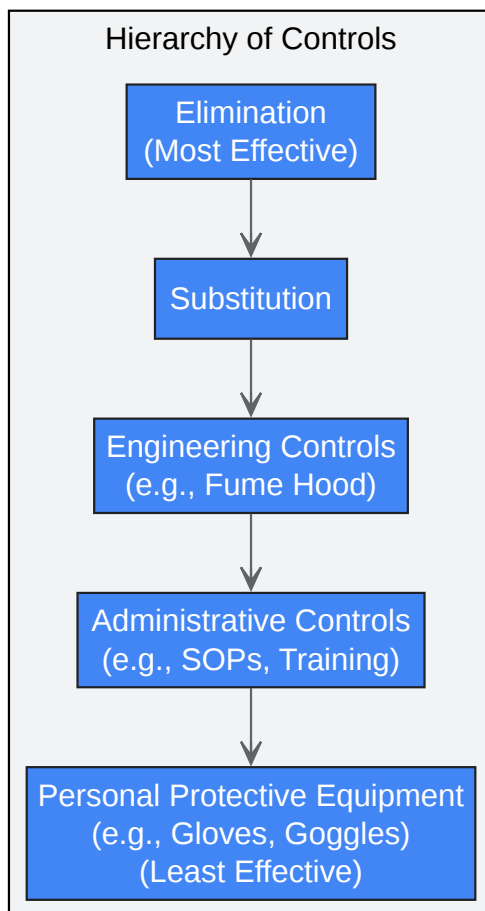 Hierarchy of Controls
Elimination
(Most Effective)
Substitution
Engineering Controls
(e.g., Fume Hood)
Administrative Controls
(e.g., SOPs, Training)
Personal Protective Equipment
(e.g., Gloves, Goggles)
(Least Effective)